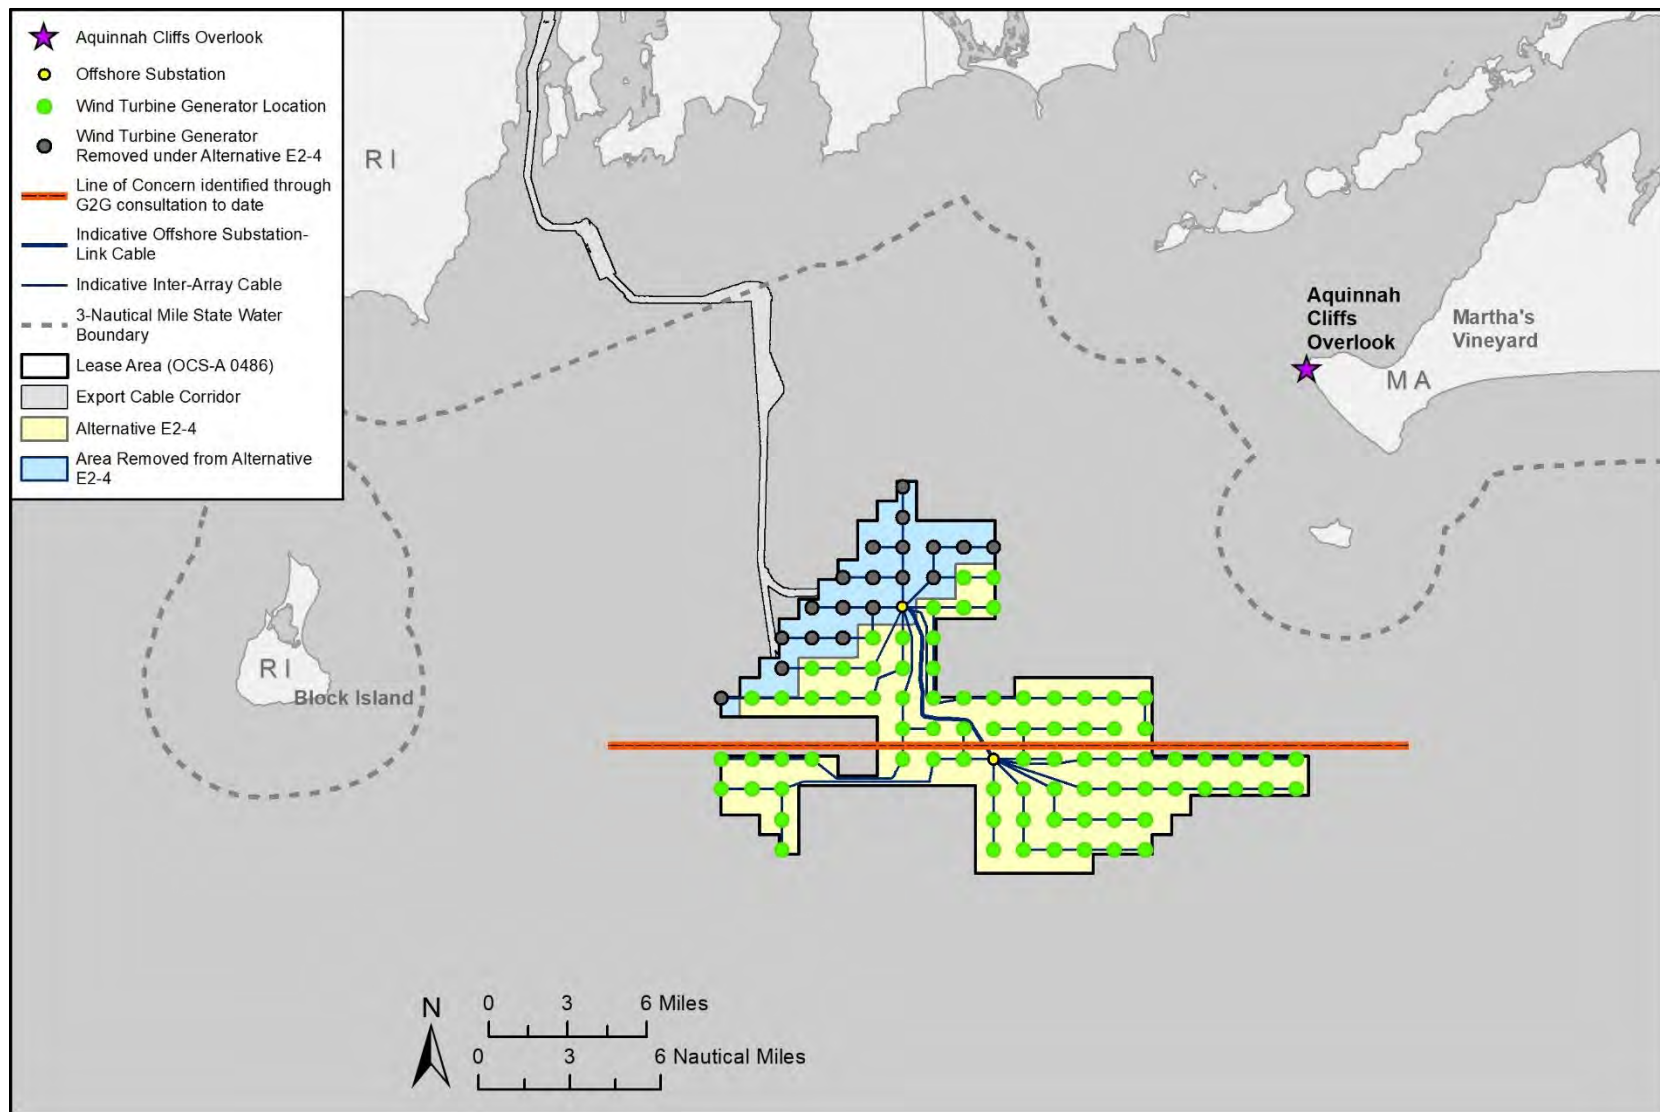 Aquinnah Cliffs Overlook
Offshore Substation
Wind Turbine Generator Location
Wind Turbine Generator
Removed under Alternative E2-4
Line of Concern identified through
G2G consultation to date
Indicative Offshore Substation-
Link Cable
Indicative Inter-Array Cable
3-Nautical Mile State Water
Boundary
Lease Area (OCS-A 0486)
Export Cable Corridor
Alternative E2-4
Area Removed from Alternative
E2-4
RI
Aquinnah
Cliffs
Overlook
Martha's
Vineyard
MA
RI
Block Island
N
0 3 6 Miles
0 3 6 Nautical Miles